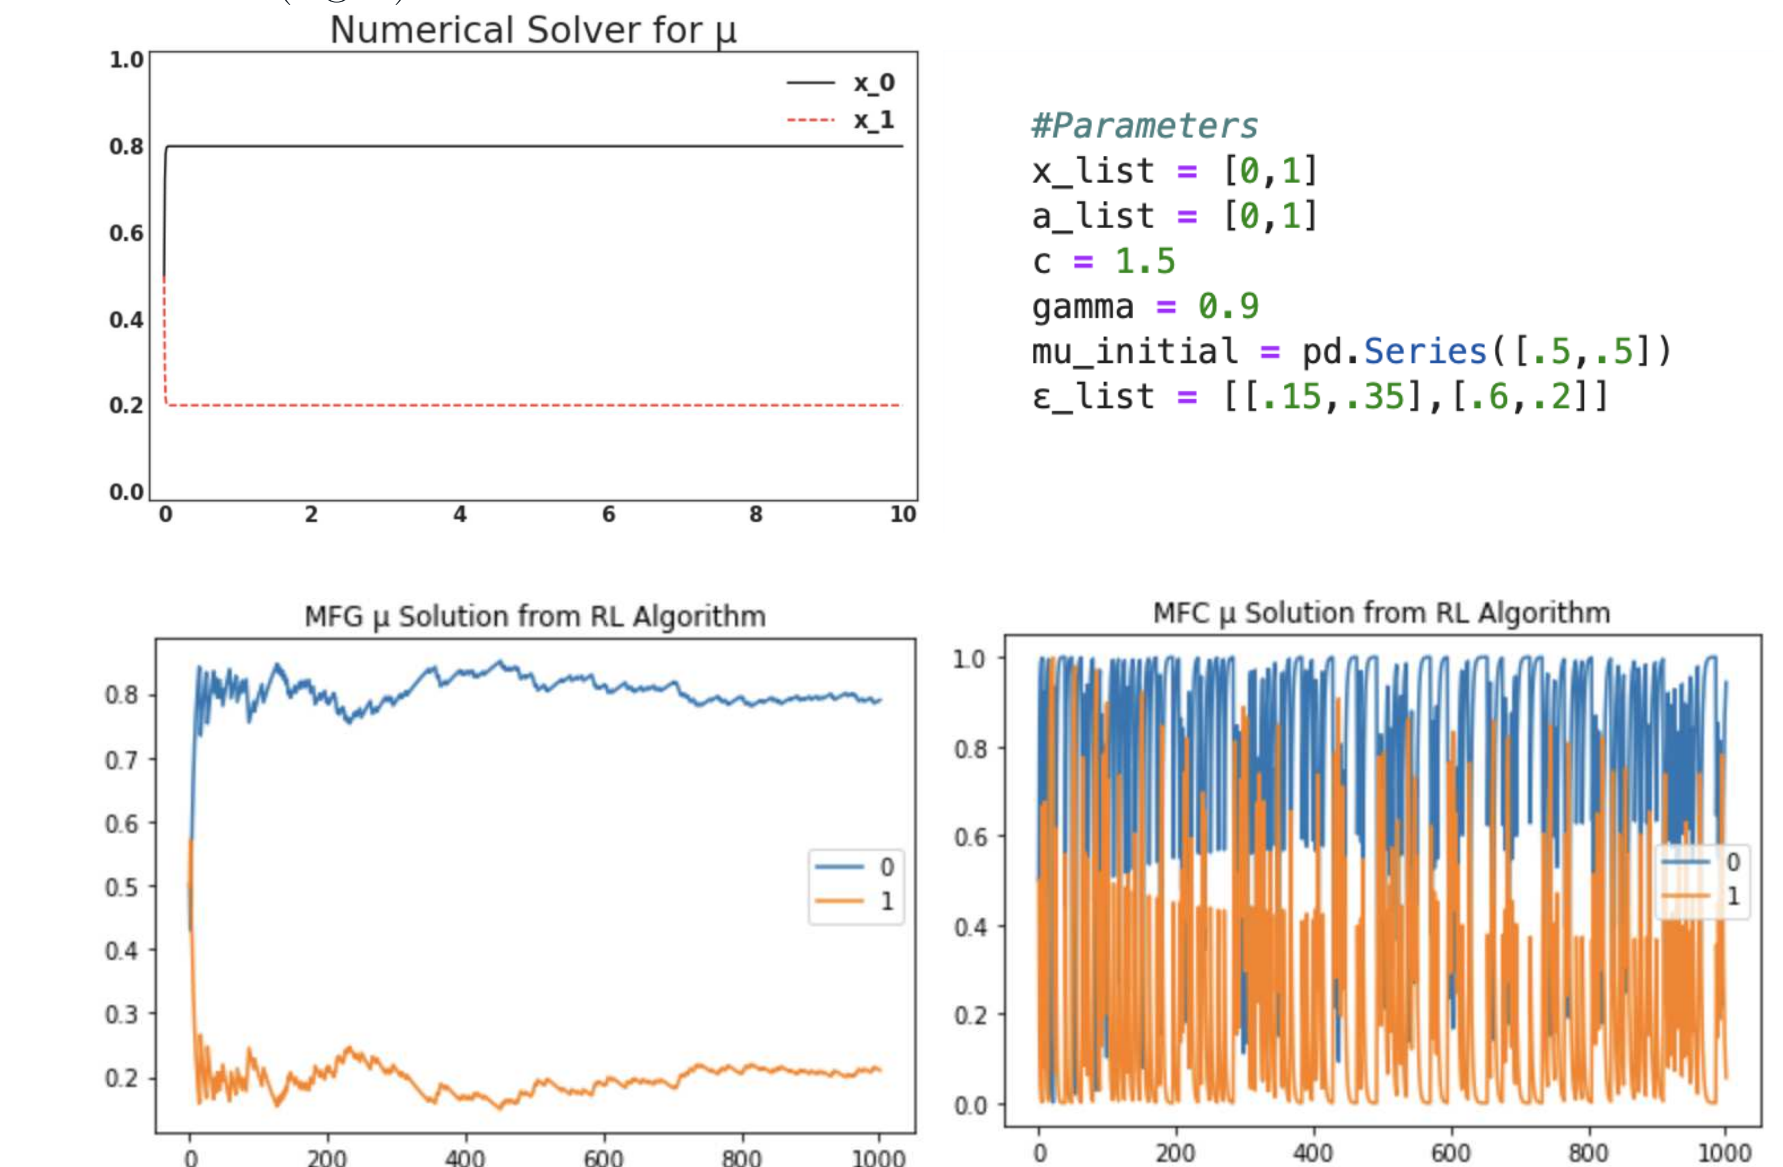 Numerical Solver for μ
1.0
x_0
x_1
0.8
0.6
0.4
0.2
0.0
0 2 4 6 8 10
#Parameters
x_list = [0,1]
a_list = [0,1]
c = 1.5
gamma = 0.9
mu_initial = pd.Series([.5,.5])
ε_list = [[.15,.35],[.6,.2]]
MFG μ Solution from RL Algorithm
0.8
0.7
0.6
0.5
0.4
0.3
0.2
0
1
0 200 400 600 800 1000
MFC μ Solution from RL Algorithm
1.0
0.8
0.6
0.4
0.2
0.0
0
1
0 200 400 600 800 1000